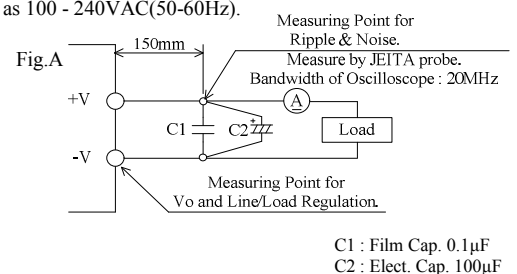 as 100 - 240VAC(50-60Hz).
Measuring Point for
Ripple & Noise.
Measure by JEITA probe.
Bandwidth of Oscilloscope : 20MHz
Fig.A
150mm
+V
A
C1
C2
+
Load
-V
Measuring Point for
Vo and Line/Load Regulation.
C1 : Film Cap. 0.1μF
C2 : Elect. Cap. 100μF